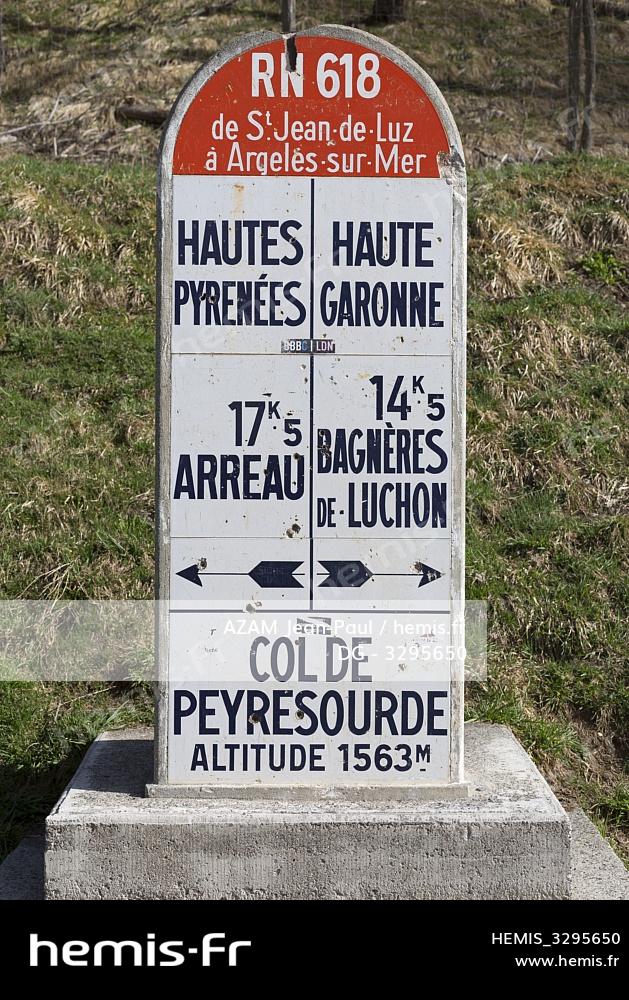 RN 618
de St Jean-de-Luz
à Argelès-sur-Mer
HAUTES
PYRENÉES
HAUTE
GARONNE
BBC LDN
17K5
ARREAU
14K5
BAGNÈRES
DE-LUCHON
COL DE
PEYRESOURDE
ALTITUDE 1563M
AZAM Jean-Paul / hemis.fr
DG - 3295650
hemis-fr
HEMIS_3295650
www.hemis.fr